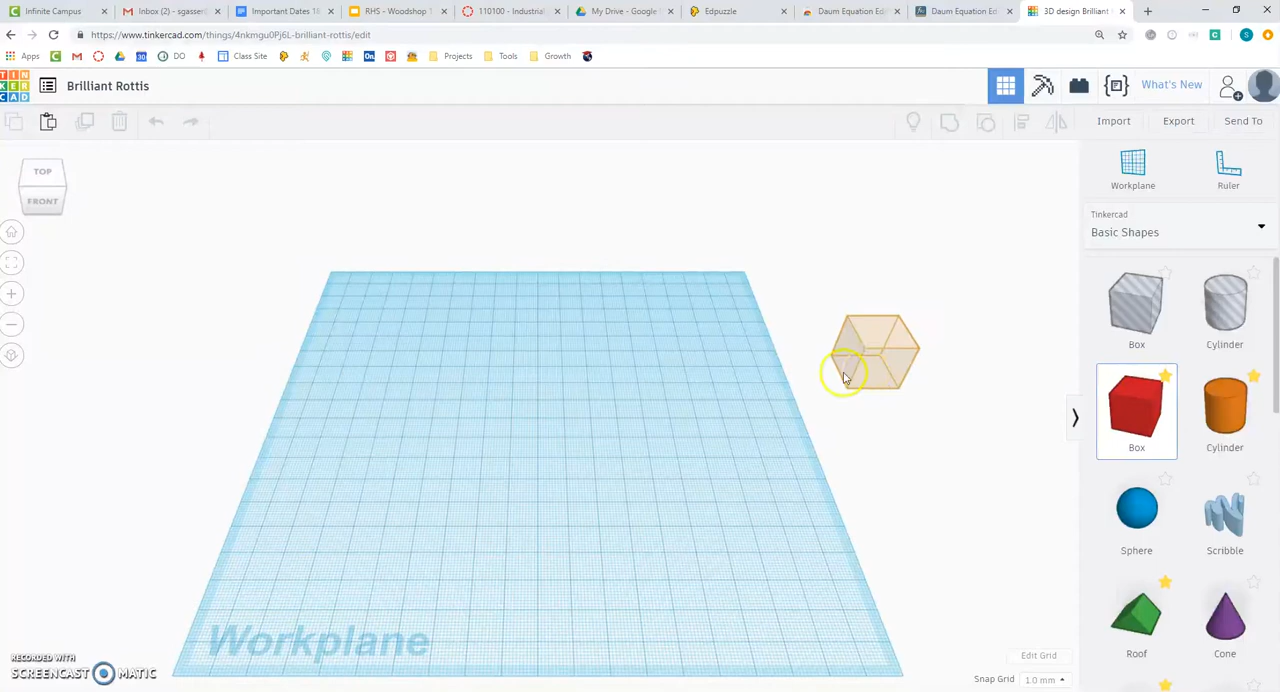 Infinite Campus
Inbox (2) - sgasseri
Important Dates 18
RHS - Woodshop 1
110100 - Industrial
My Drive - Google
Edpuzzle
Daum Equation Edi
Daum Equation Ed
3D design Brilliant
https://www.tinkercad.com/things/4nkmgu0Pj6L-brilliant-rottis/edit
Apps
DO
Class Site
Projects
Tools
Growth
TIN
KER
CAD
Brilliant Rottis
What's New
Import
Export
Send To
TOP
FRONT
Workplane
Ruler
Tinkercad
Basic Shapes
Box
Cylinder
Box
Cylinder
Sphere
Scribble
Roof
Cone
Workplane
Edit Grid
Snap Grid
1.0 mm
RECORDED WITH
SCREENCAST MATIC